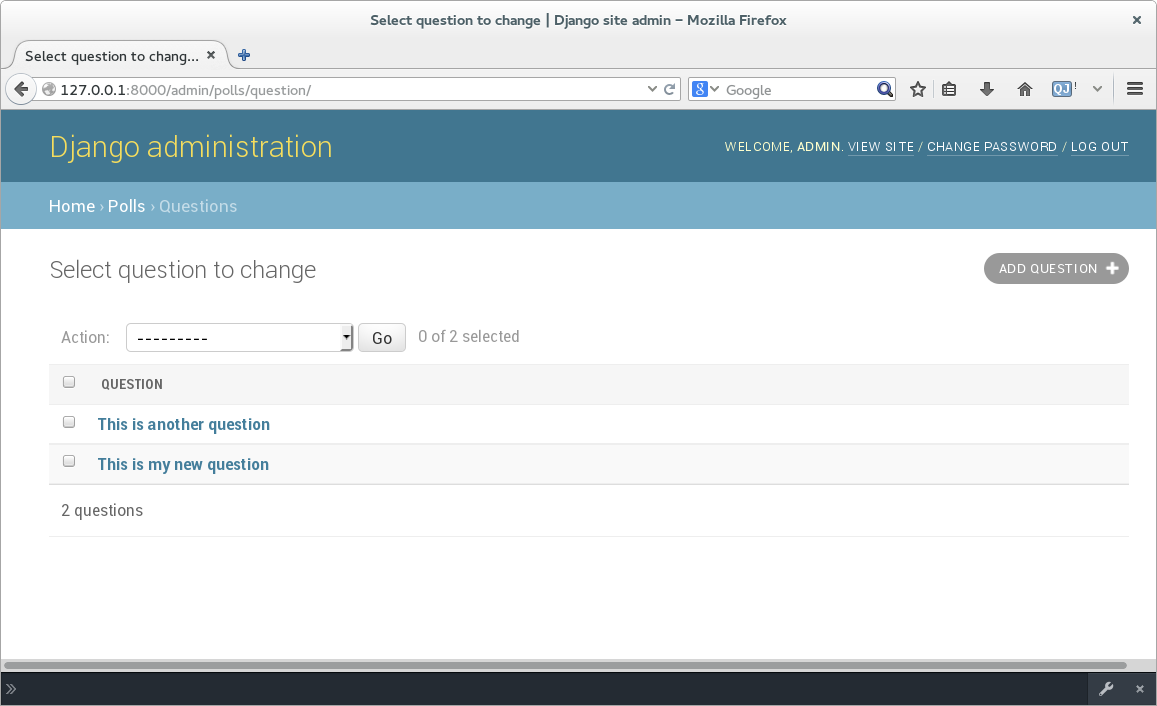 Select question to change | Django site admin – Mozilla Firefox
Select question to chang...
127.0.0.1:8000/admin/polls/question/
8
Google
QJ!
Django administration
WELCOME, ADMIN. VIEW SITE / CHANGE PASSWORD / LOG OUT
Home › Polls › Questions
Select question to change
ADD QUESTION
Action:
---------
Go
0 of 2 selected
QUESTION
This is another question
This is my new question
2 questions